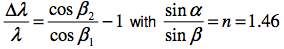 Δλ/λ = cos β₂/cos β₁ − 1 with sin α/sin β = n = 1.46